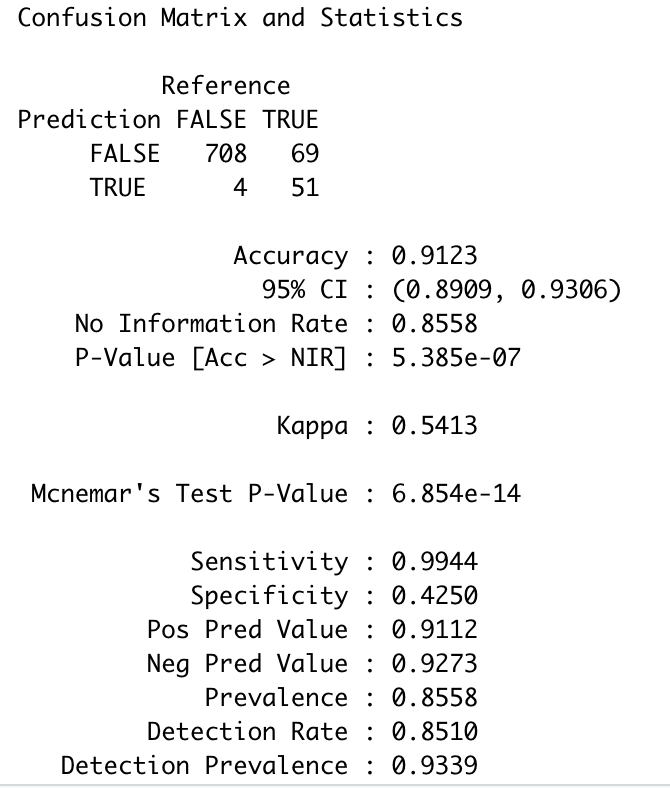 Confusion Matrix and Statistics
Reference
Prediction FALSE TRUE
FALSE 708 69
TRUE 4 51
Accuracy : 0.9123
95% CI : (0.8909, 0.9306)
No Information Rate : 0.8558
P-Value [Acc > NIR] : 5.385e-07
Kappa : 0.5413
Mcnemar's Test P-Value : 6.854e-14
Sensitivity : 0.9944
Specificity : 0.4250
Pos Pred Value : 0.9112
Neg Pred Value : 0.9273
Prevalence : 0.8558
Detection Rate : 0.8510
Detection Prevalence : 0.9339